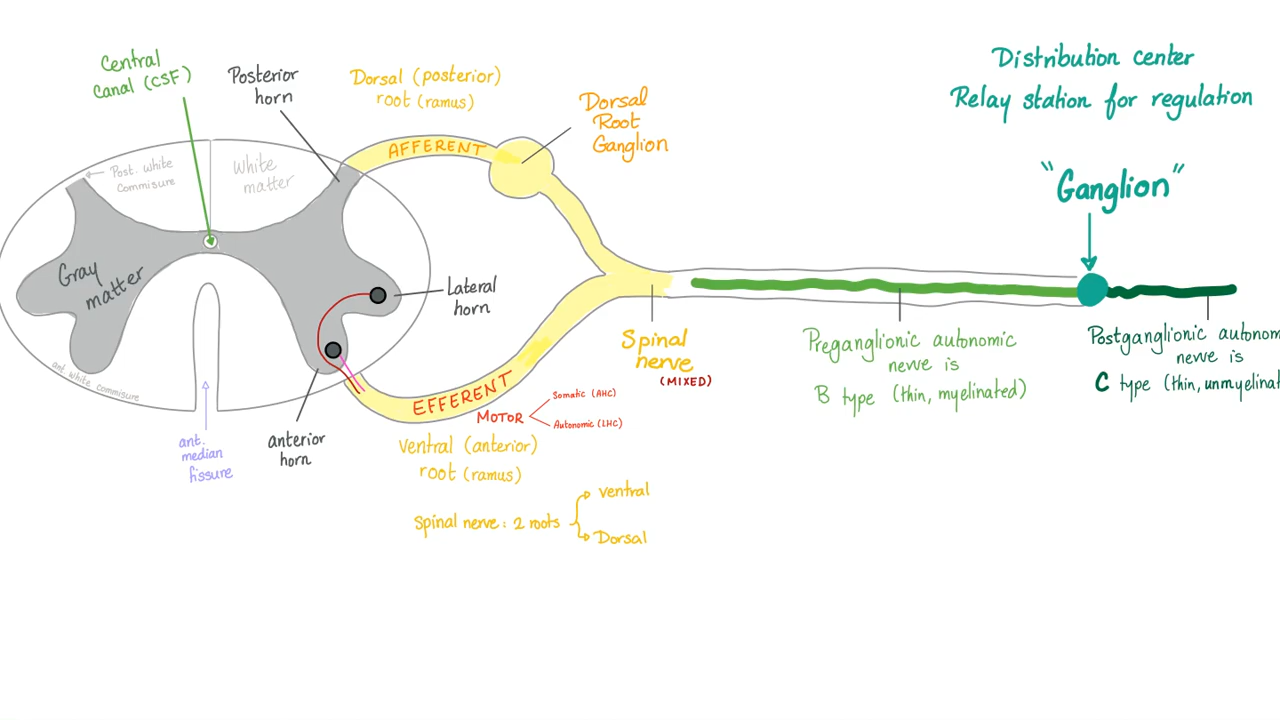 Central
Canal (CSF)
Posterior
horn
Dorsal (posterior)
root (ramus)
Dorsal
Root
Ganglion
Distribution center
Relay station for regulation
"Ganglion"
AFFERENT
Post. white
commisure
White
matter
Gray
matter
Lateral
horn
ant. white commisure
ant.
median
fissure
anterior
horn
EFFERENT
MOTOR
Somatic (AHC)
Autonomic (LHC)
Ventral (anterior)
root (ramus)
Spinal nerve: 2 roots
ventral
Dorsal
Spinal
nerve
(MIXED)
Preganglionic autonomic
nerve is
B type (thin, myelinated)
Postganglionic autonom
nerve is
C type (thin, unmyelinat